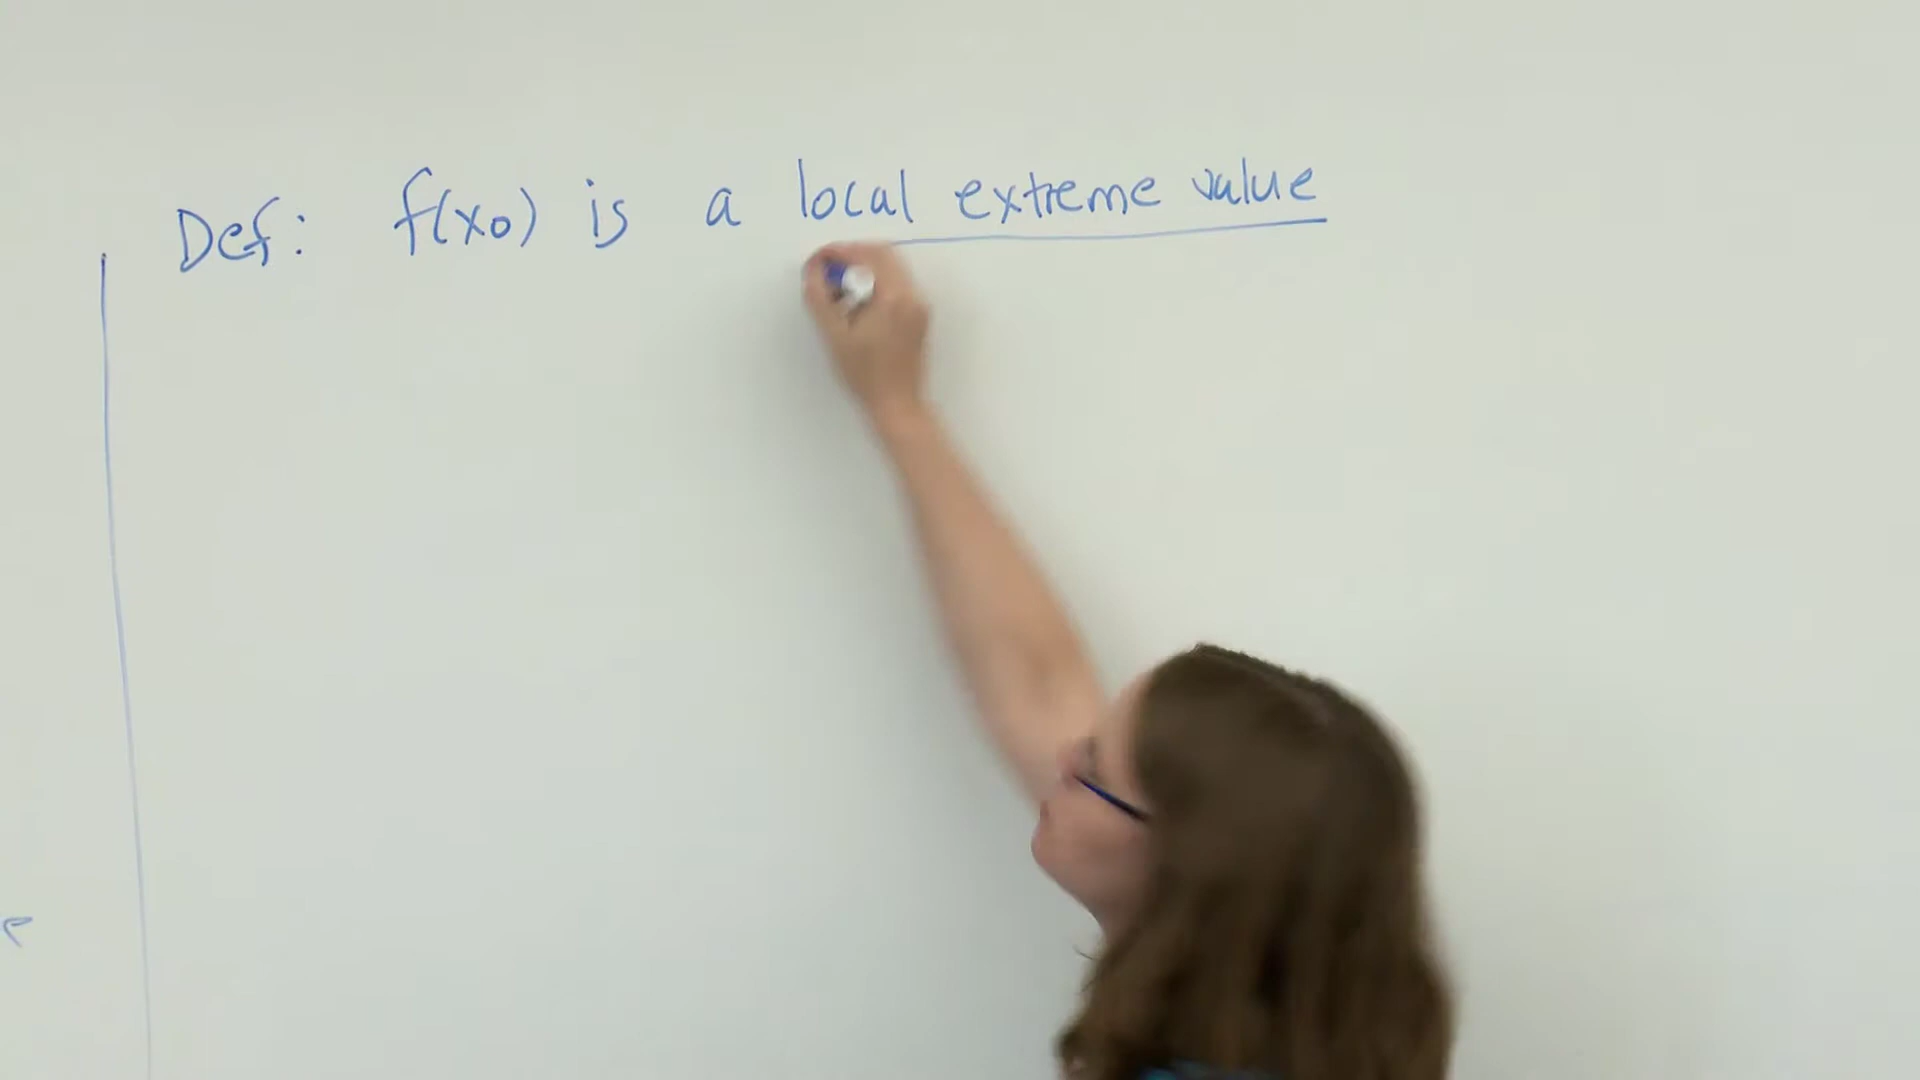 Def: f(x₀) is a local extreme value